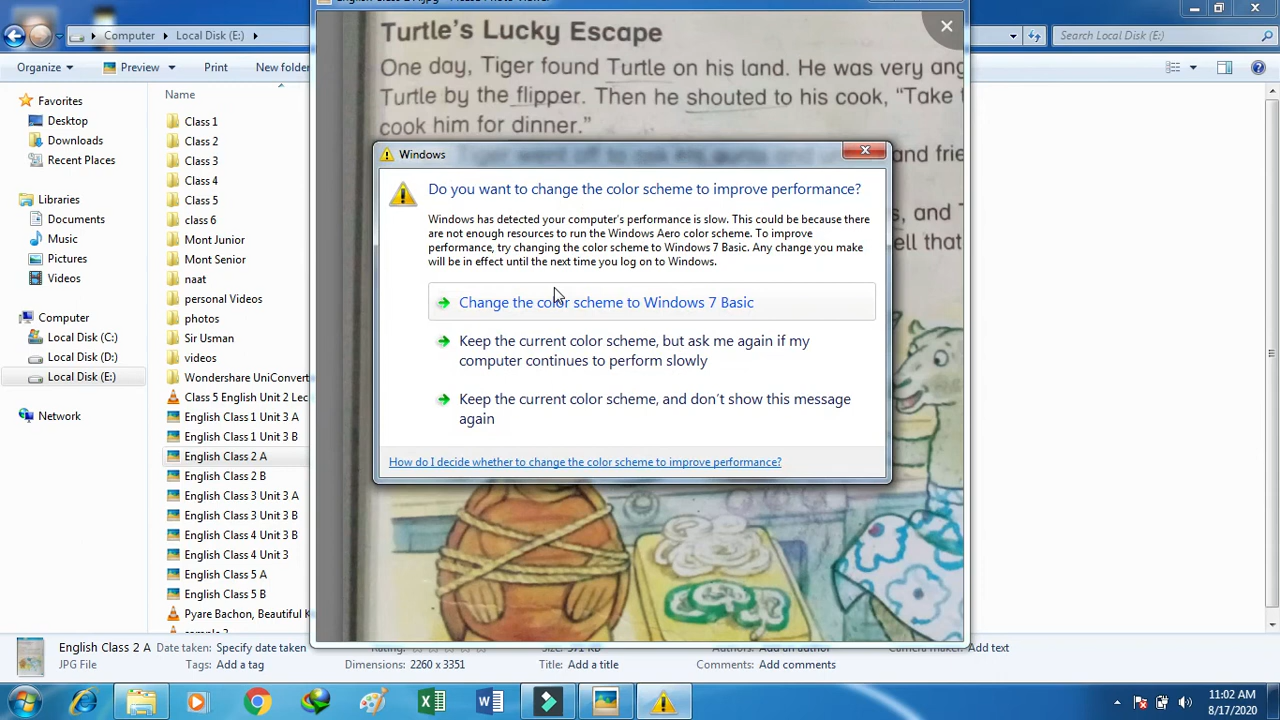 Computer
Local Disk (E:)
Search Local Disk (E:)
Organize
Preview
Print
New folder
Favorites
Desktop
Downloads
Recent Places
Libraries
Documents
Music
Pictures
Videos
Computer
Local Disk (C:)
Local Disk (D:)
Local Disk (E:)
Network
Name
Class 1
Class 2
Class 3
Class 4
Class 5
class 6
Mont Junior
Mont Senior
naat
personal Videos
photos
Sir Usman
videos
Wondershare UniConvert
Class 5 English Unit 2 Lec
English Class1 Unit 3 A
English Class1 Unit 3 B
English Class 2 A
English Class 2 B
English Class 3 Unit 3 A
English Class 3 Unit 3 B
English Class 4 Unit 3 B
English Class 4 Unit 3
English Class 5 A
English Class 5 B
Pyare Bachon, Beautiful K
Turtle's Lucky Escape
One day, Tiger found Turtle on his land. He was very ang
Turtle by the flipper. Then he shouted to his cook, "Take t
cook him for dinner."
and frie
, and T
ell that
Windows
Do you want to change the color scheme to improve performance?
Windows has detected your computer's performance is slow. This could be because there
are not enough resources to run the Windows Aero color scheme. To improve
performance, try changing the color scheme to Windows 7 Basic. Any change you make
will be in effect until the next time you log on to Windows.
Change the color scheme to Windows 7 Basic
Keep the current color scheme, but ask me again if my
computer continues to perform slowly
Keep the current color scheme, and don't show this message
again
How do I decide whether to change the color scheme to improve performance?
English Class 2 A
Date taken: Specify date taken
JPG File
Tags: Add a tag
Dimensions: 2260 x 3351
Title: Add a title
Add an author
Comments: Add comments
Add text
11:02 AM
8/17/2020